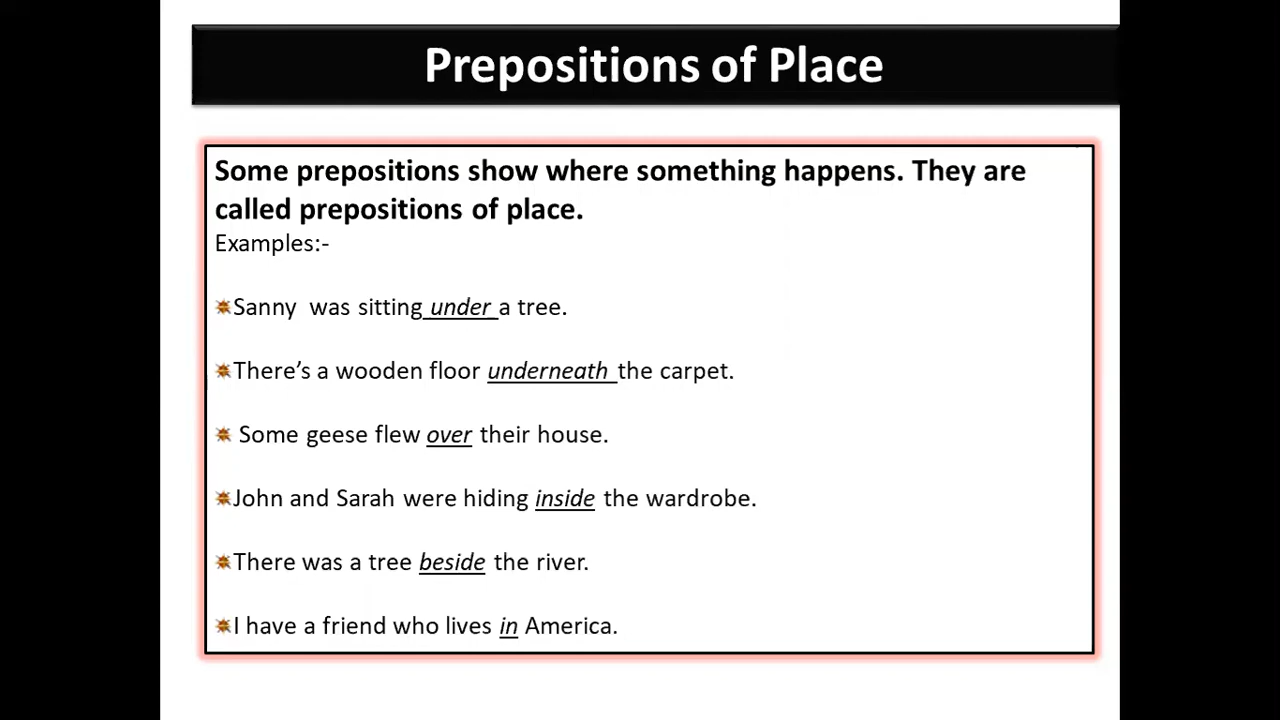 Prepositions of Place
Some prepositions show where something happens. They are
called prepositions of place.
Examples:-
Sanny was sitting under a tree.
There’s a wooden floor underneath the carpet.
Some geese flew over their house.
John and Sarah were hiding inside the wardrobe.
There was a tree beside the river.
I have a friend who lives in America.